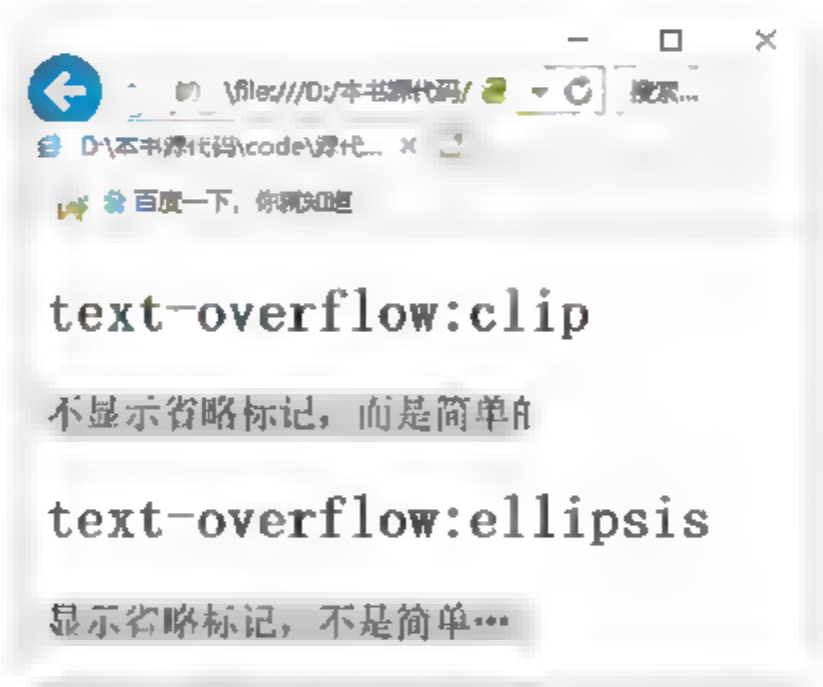 \file:///D:/本书源代码/ 搜索...
D:\本书源代码\code\源代...
百度一下，你就知道
text-overflow:clip
不显示省略标记，而是简单的
text-overflow:ellipsis
显示省略标记，不是简单…